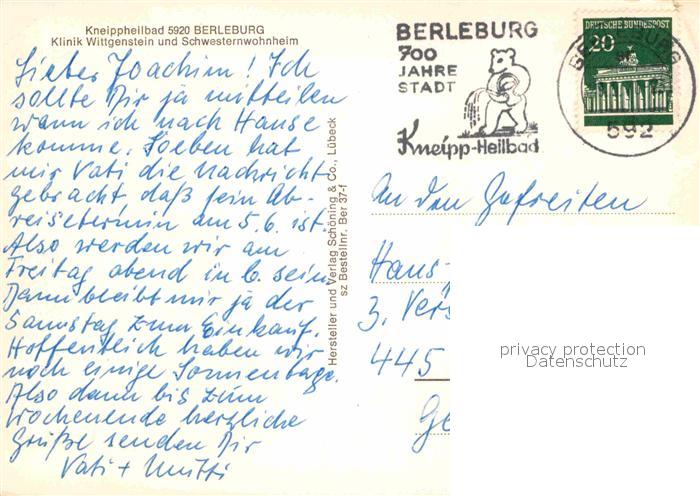 Kneippheilbad 5920 BERLEBURG
Klinik Wittgenstein und Schwesternwohnheim
Lieber Joachim! Ich
sollte Dir ja mitteilen
wann ich nach Hause
komme. Soeben hat
mir Vati die Nachricht
gebracht, daß sein Ab-
reisetermin am 5.6. ist.
Also werden wir am
Freitag abend in G. sein
Dann bleibt mir ja der
Samstag zum Einkauf.
Hoffentlich haben wir
noch einige Sonnentage.
Also dann bis zum
Wochenende herzliche
Grüße senden Dir
Vati + Mutti
Hersteller und Verlag Schöning & Co., Lübeck
sz Bestellnr. Ber 37-f
BERLEBURG
700
JAHRE
STADT
Kneipp-Heilbad
DEUTSCHE BUNDESPOST
20
BERLEBURG
592
An den Gefreiten
Hans-
3. Vers
445
Ge
privacy protection
Datenschutz